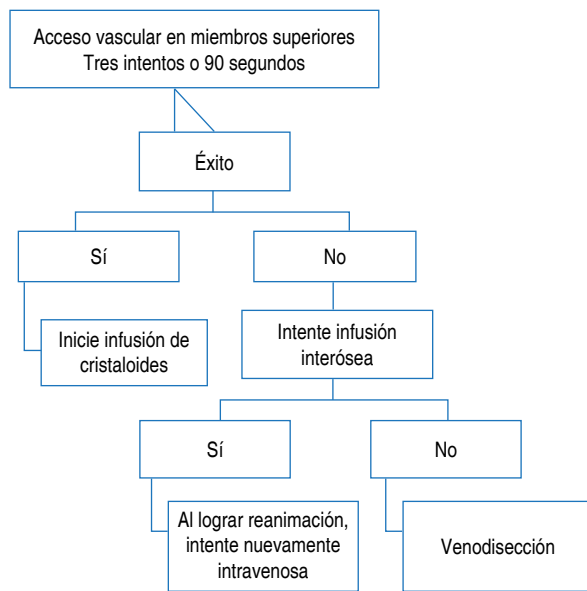 Acceso vascular en miembros superiores
Tres intentos o 90 segundos
Éxito
Sí
No
Inicie infusión de
cristaloides
Intente infusión
interósea
Sí
No
Al lograr reanimación,
intente nuevamente
intravenosa
Venodisección